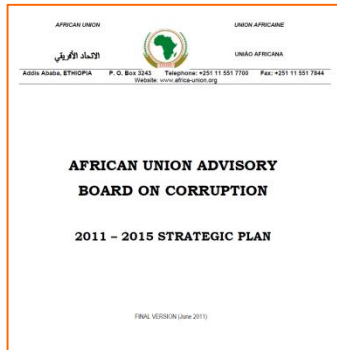 AFRICAN UNION
UNION AFRICAINE
الاتحاد الأفريقي
UNIÃO AFRICANA
Addis Ababa, ETHIOPIA P. O. Box 3243 Telephone: +251 11 551 7700 Fax: +251 11 551 7844
Website: www.africa-union.org
AFRICAN UNION ADVISORY
BOARD ON CORRUPTION
2011 – 2015 STRATEGIC PLAN
FINAL VERSION (June 2011)